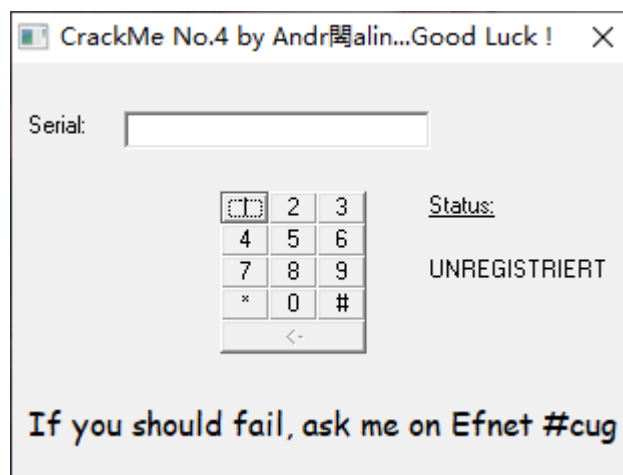 CrackMe No.4 by Andr閼alin...Good Luck !
Serial:
1 2 3
4 5 6
7 8 9
* 0 #
<-
Status:
UNREGISTRIERT
If you should fail, ask me on Efnet #cug